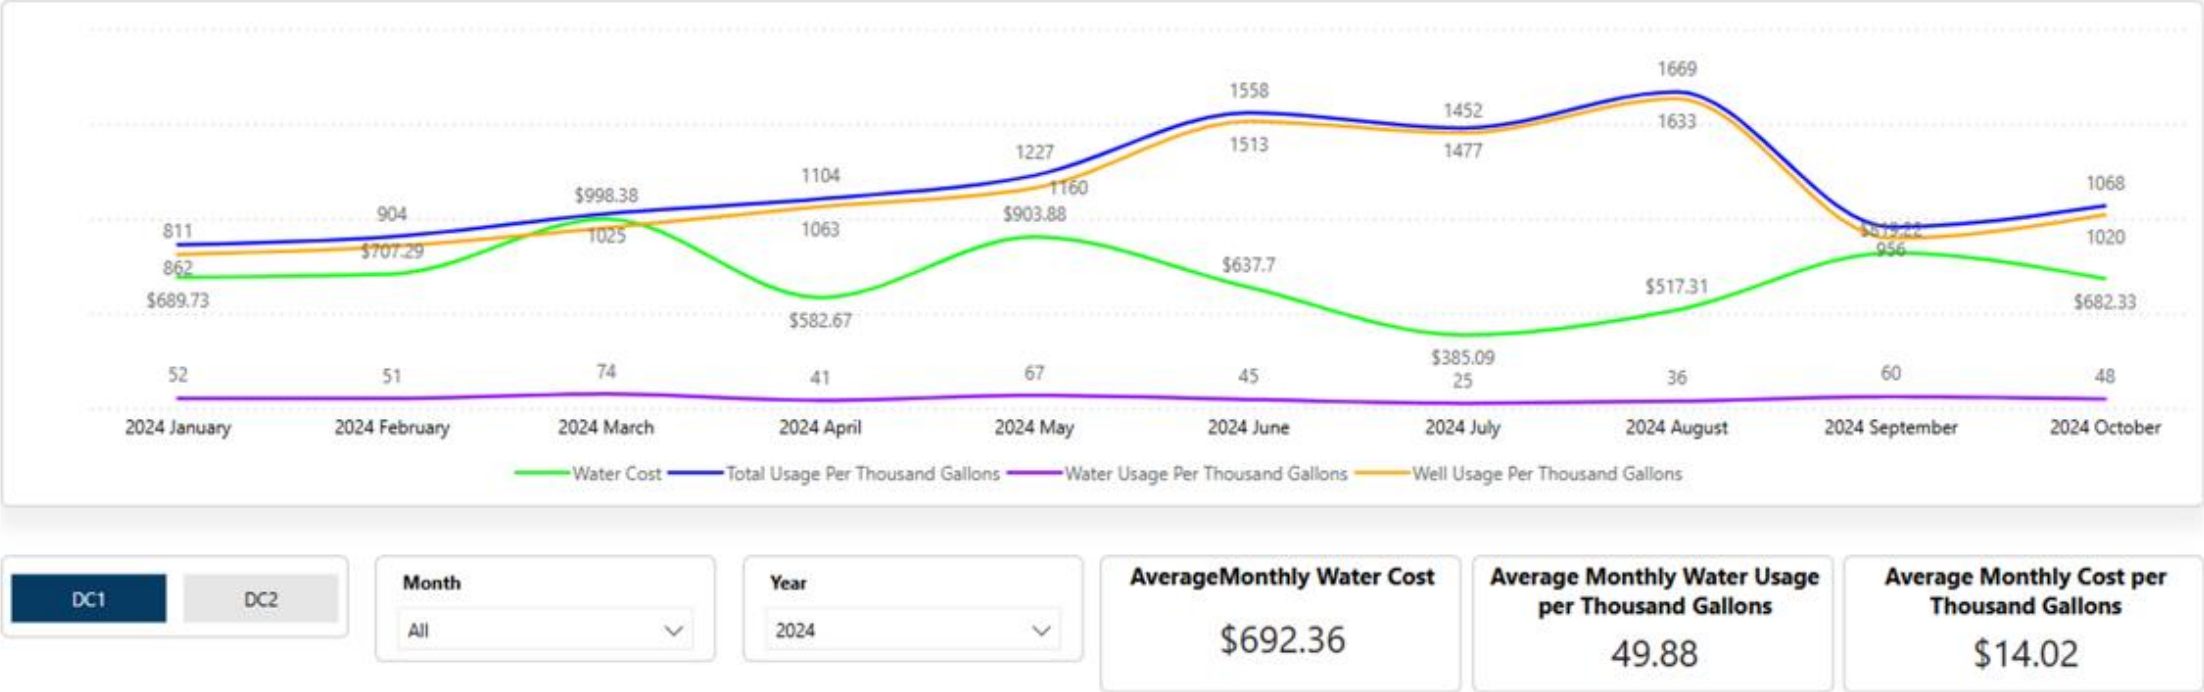 1669
1558
1452
1633
1513
1477
1227
1104
1160
1068
$998.38
$903.88
904
811
1025
1063
$819.22
1020
$707.29
956
862
$637.7
$517.31
$689.73
$682.33
$582.67
$385.09
52 51 74 41 67 45 25 36 60 48
2024 January 2024 February 2024 March 2024 April 2024 May 2024 June 2024 July 2024 August 2024 September 2024 October
Water Cost Total Usage Per Thousand Gallons Water Usage Per Thousand Gallons Well Usage Per Thousand Gallons
DC1 DC2
Month
All
Year
2024
AverageMonthly Water Cost
$692.36
Average Monthly Water Usage
per Thousand Gallons
49.88
Average Monthly Cost per
Thousand Gallons
$14.02